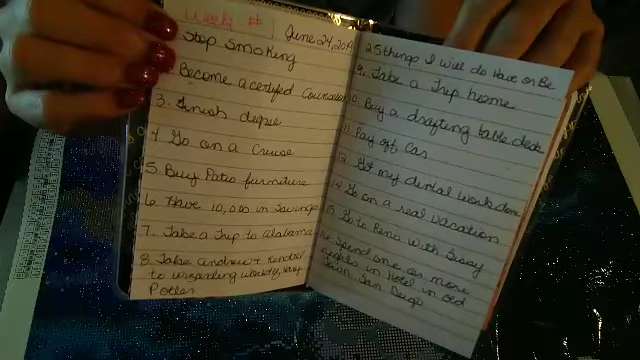 Week #1 June 24, 2019
Stop smoking
2. Become a certified Counselor
3. Finish degree
4. Go on a Cruise
5. Buy Patio furniture
6. Have 10,000 in Savings
7. Take a Trip to Alabama
8. Take Andrew + Kendrel
to Wizarding World, Harry
Potter
25 things I will do Have or Be
9. Take a Trip home
10. Buy a drafting table desk
11. Pay off Car
12. Get my dental work done
14. Go on a real vacation
15. Go to Reno with
16. Spend one or more
nights in Hotel in Old
Town San Diego